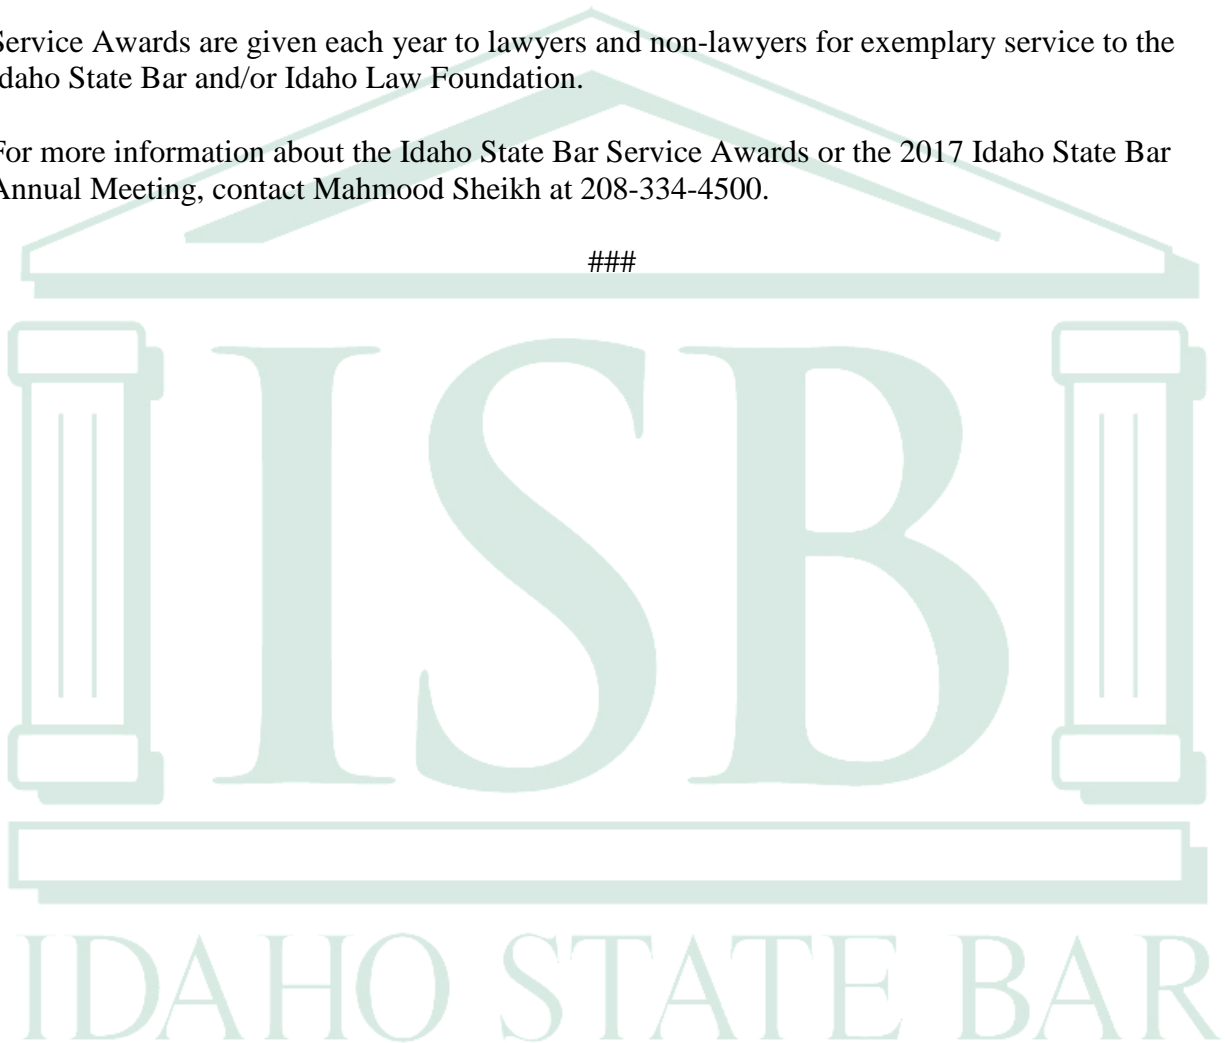 Service Awards are given each year to lawyers and non-lawyers for exemplary service to the
Idaho State Bar and/or Idaho Law Foundation.
For more information about the Idaho State Bar Service Awards or the 2017 Idaho State Bar
Annual Meeting, contact Mahmood Sheikh at 208-334-4500.
###
ISB
IDAHO STATE BAR